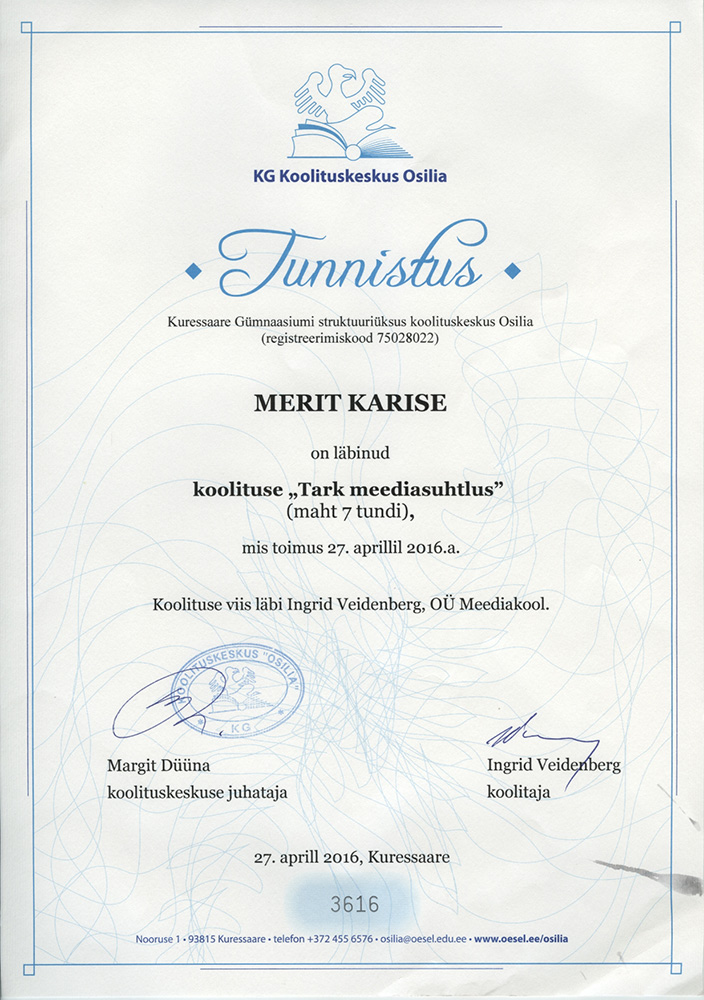 KG Koolituskeskus Osilia
Tunnistus
Kuressaare Gümnaasiumi struktuuriüksus koolituskeskus Osilia
(registreerimiskood 75028022)
MERIT KARISE
on läbinud
koolituse „Tark meediasuhtlus”
(maht 7 tundi),
mis toimus 27. aprillil 2016.a.
Koolituse viis läbi Ingrid Veidenberg, OÜ Meediakool.
KOOLITUSKESKUS "OSILIA"
* KG *
Margit Düüna
koolituskeskuse juhataja
Ingrid Veidenberg
koolitaja
27. aprill 2016, Kuressaare
3616
Nooruse 1 • 93815 Kuressaare • telefon +372 455 6576 • osilia@oesel.edu.ee • www.oesel.ee/osilia